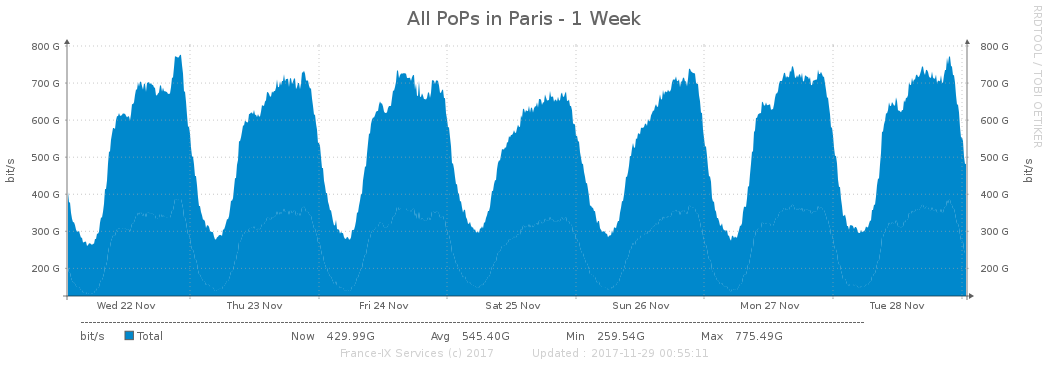 All PoPs in Paris - 1 Week
RRDTOOL / TOBI OETIKER
800 G 800 G
700 G 700 G
600 G 600 G
500 G 500 G
400 G 400 G
300 G 300 G
200 G 200 G
bit/s bit/s
Wed 22 Nov Thu 23 Nov Fri 24 Nov Sat 25 Nov Sun 26 Nov Mon 27 Nov Tue 28 Nov
bit/s Total Now 429.99G Avg 545.40G Min 259.54G Max 775.49G
France-IX Services (c) 2017 Updated : 2017-11-29 00:55:11